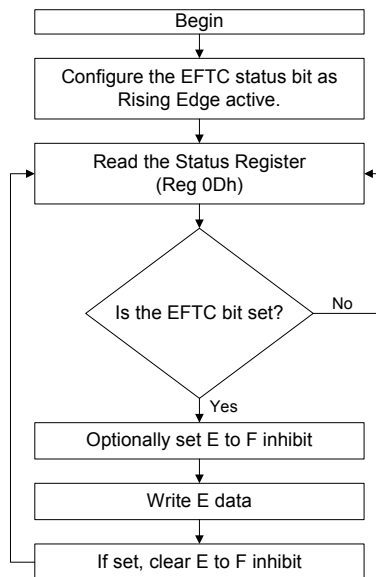 Begin
Configure the EFTC status bit as
Rising Edge active.
Read the Status Register
(Reg 0Dh)
Is the EFTC bit set?
No
Yes
Optionally set E to F inhibit
Write E data
If set, clear E to F inhibit